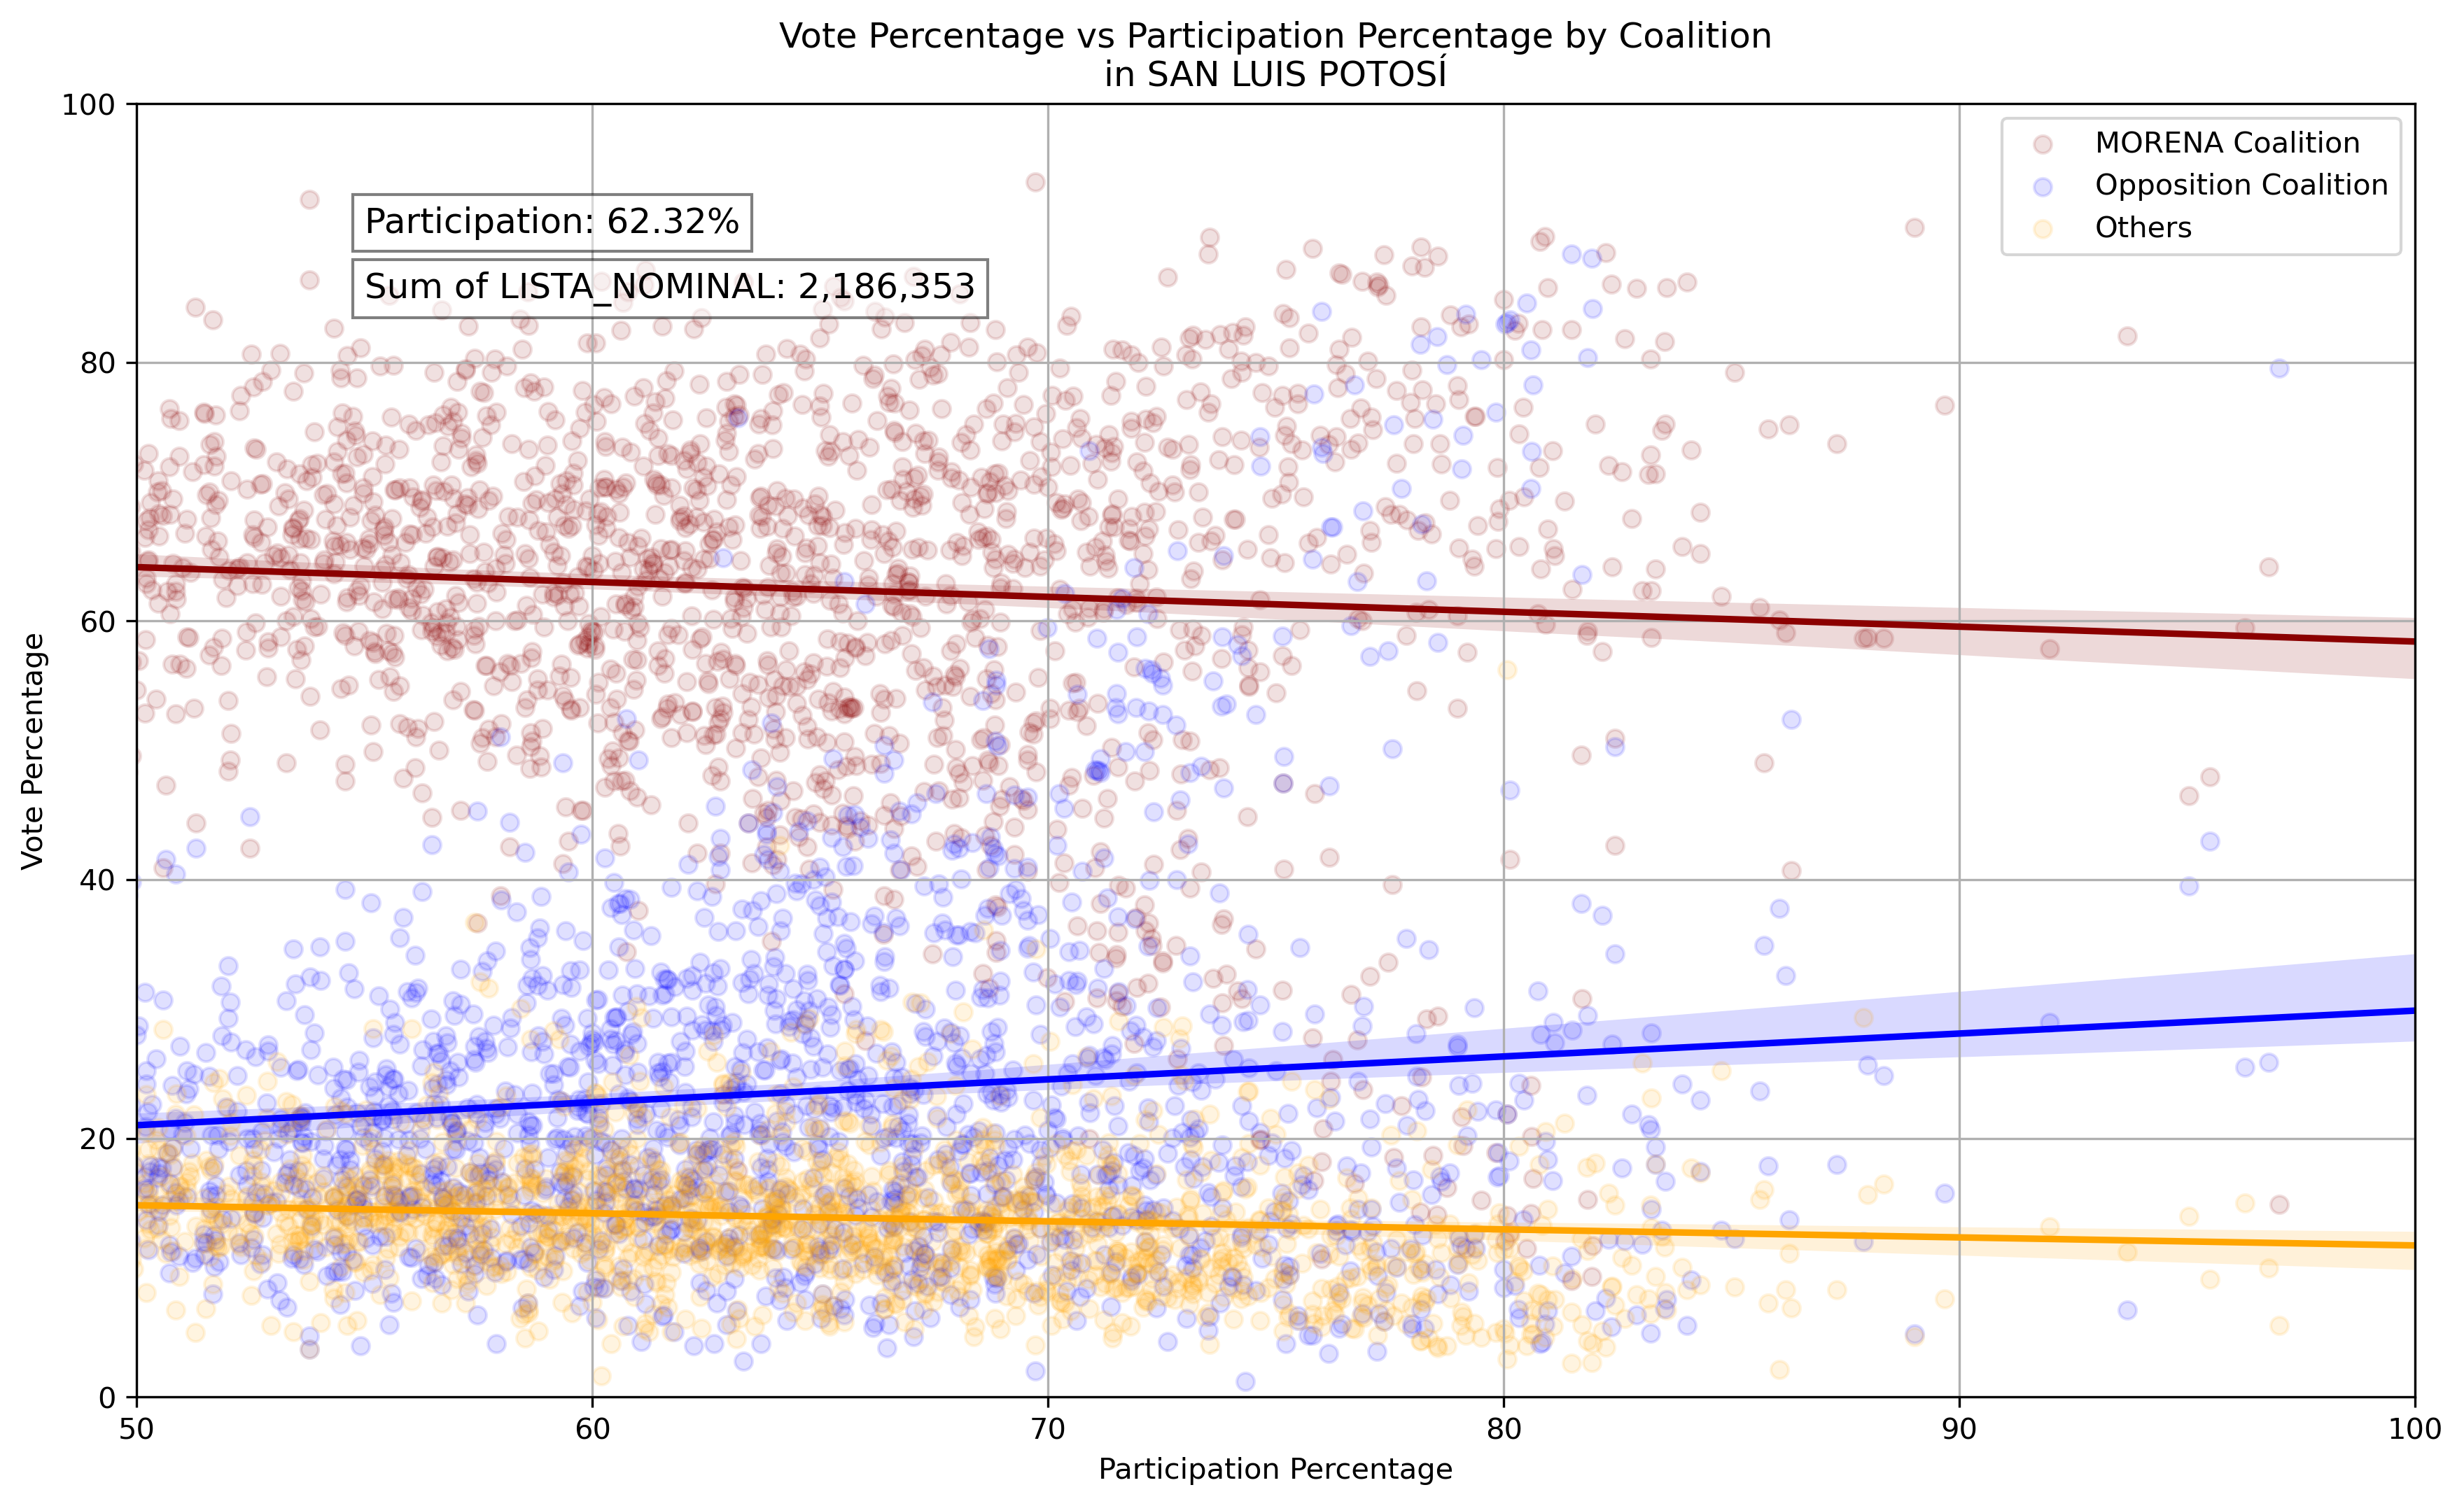 Vote Percentage vs Participation Percentage by Coalition
in SAN LUIS POTOSÍ
MORENA Coalition
Opposition Coalition
Others
Participation: 62.32%
Sum of LISTA_NOMINAL: 2,186,353
Vote Percentage
100
80
60
40
20
0
50
60
70
80
90
100
Participation Percentage